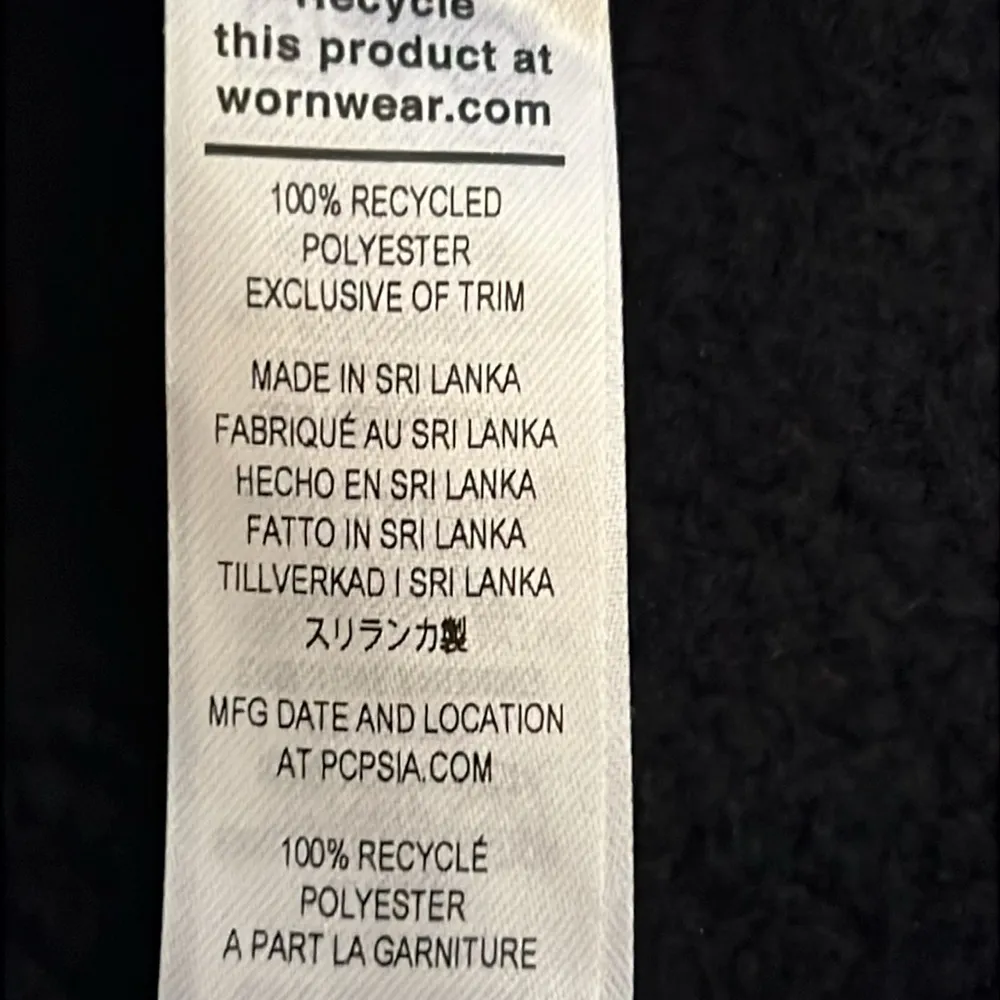 Recycle
this product at
wornwear.com
100% RECYCLED
POLYESTER
EXCLUSIVE OF TRIM
MADE IN SRI LANKA
FABRIQUÉ AU SRI LANKA
HECHO EN SRI LANKA
FATTO IN SRI LANKA
TILLVERKAD I SRI LANKA
スリランカ製
MFG DATE AND LOCATION
AT PCPSIA.COM
100% RECYCLÉ
POLYESTER
A PART LA GARNITURE